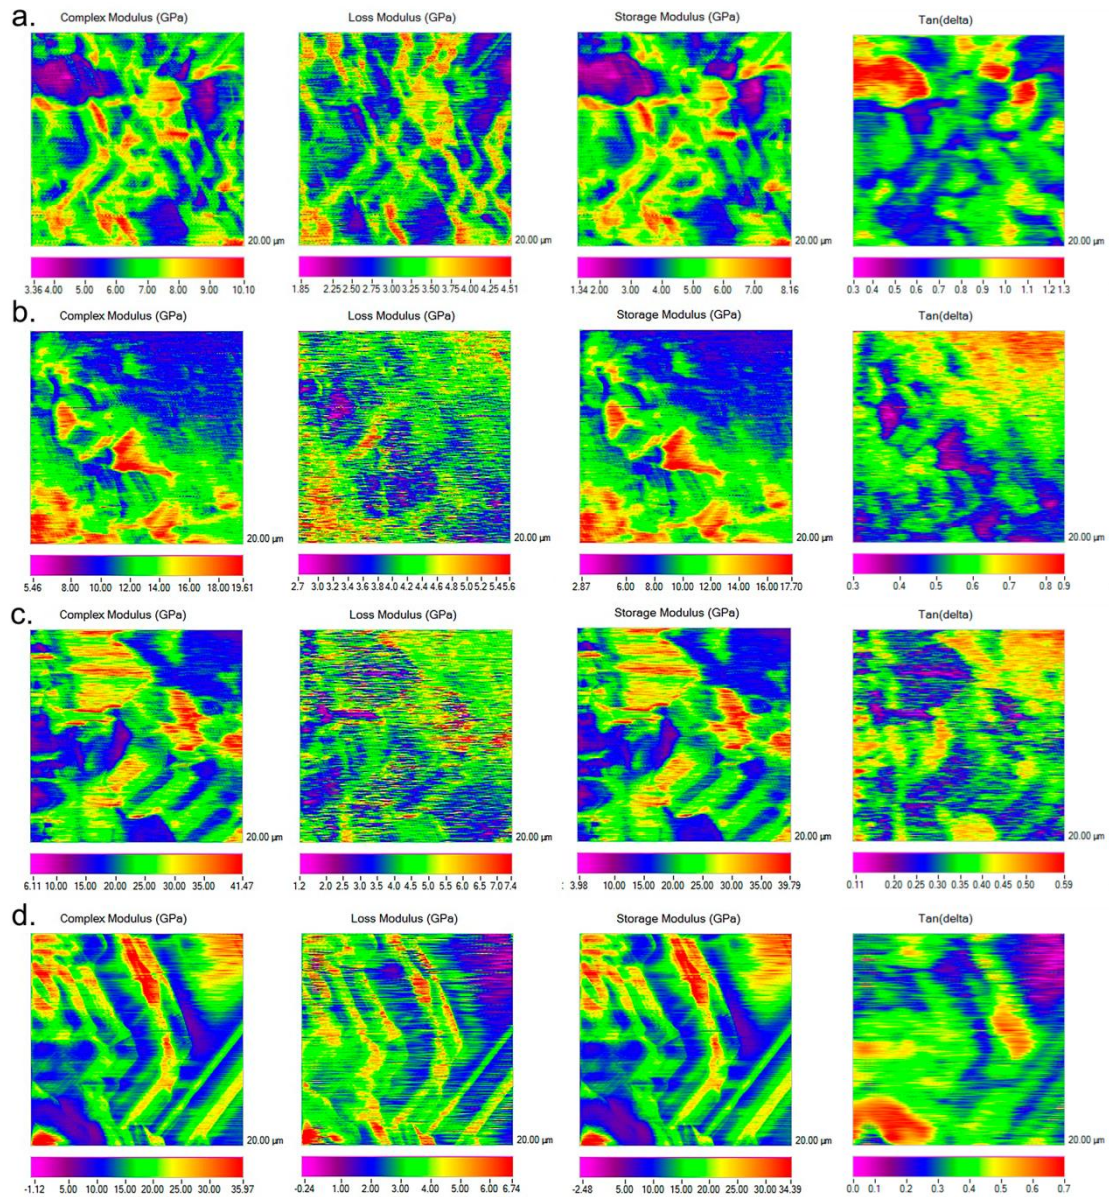 a.
Complex Modulus (GPa) Loss Modulus (GPa) Storage Modulus (GPa) Tan(delta)
20.00 µm 20.00 µm 20.00 µm 20.00 µm
3.36 4.00 5.00 6.00 7.00 8.00 9.00 10.10 1.85 2.25 2.50 2.75 3.00 3.25 3.50 3.75 4.00 4.25 4.51 1.34 2.00 3.00 4.00 5.00 6.00 7.00 8.16 0.3 0.4 0.5 0.6 0.7 0.8 0.9 1.0 1.1 1.2 1.3
b.
Complex Modulus (GPa) Loss Modulus (GPa) Storage Modulus (GPa) Tan(delta)
20.00 µm 20.00 µm 20.00 µm 20.00 µm
5.46 8.00 10.00 12.00 14.00 16.00 18.00 19.61 2.7 3.0 3.2 3.4 3.6 3.8 4.0 4.2 4.4 4.6 4.8 5.0 5.2 5.4 5.6 2.87 6.00 8.00 10.00 12.00 14.00 16.00 17.70 0.3 0.4 0.5 0.6 0.7 0.8 0.9
c.
Complex Modulus (GPa) Loss Modulus (GPa) Storage Modulus (GPa) Tan(delta)
20.00 µm 20.00 µm 20.00 µm 20.00 µm
6.11 10.00 15.00 20.00 25.00 30.00 35.00 41.47 1.2 2.0 2.5 3.0 3.5 4.0 4.5 5.0 5.5 6.0 6.5 7.0 7.4 : 3.98 10.00 15.00 20.00 25.00 30.00 39.79 0.11 0.20 0.25 0.30 0.35 0.40 0.45 0.50 0.59
d.
Complex Modulus (GPa) Loss Modulus (GPa) Storage Modulus (GPa) Tan(delta)
20.00 µm 20.00 µm 20.00 µm 20.00 µm
-1.12 5.00 10.00 15.00 20.00 25.00 30.00 35.97 -0.24 1.00 2.00 3.00 4.00 5.00 6.74 -2.48 5.00 10.00 15.00 20.00 25.00 34.39 0.0 0.1 0.2 0.3 0.4 0.5 0.7